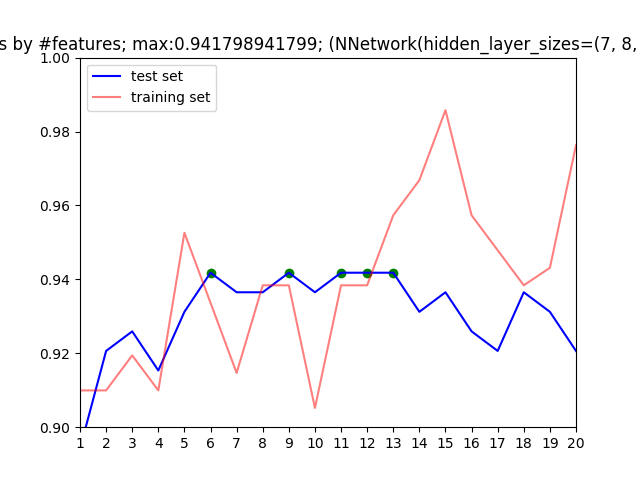 s by #features; max:0.941798941799; (NNetwork(hidden_layer_sizes=(7, 8,
1.00
test set
training set
0.98
0.96
0.94
0.92
0.90
1 2 3 4 5 6 7 8 9 10 11 12 13 14 15 16 17 18 19 20